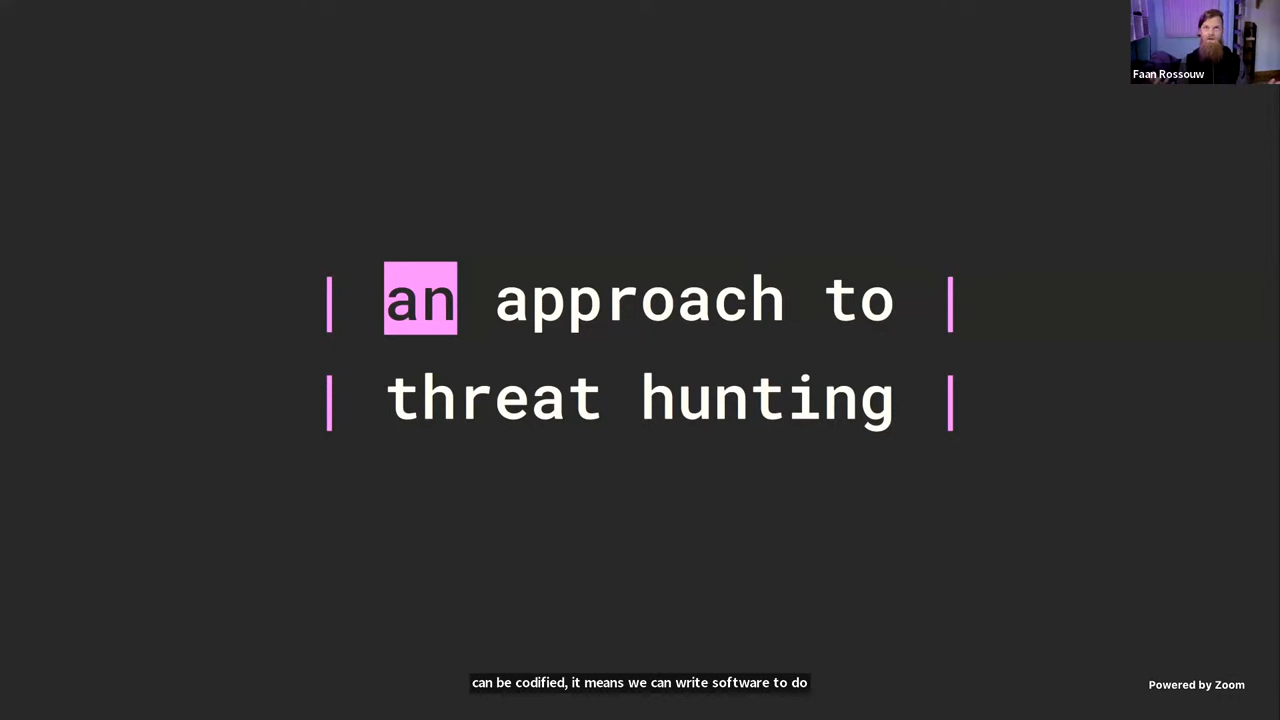 Faan Rossouw
| an approach to |
| threat hunting |
can be codified, it means we can write software to do
Powered by Zoom